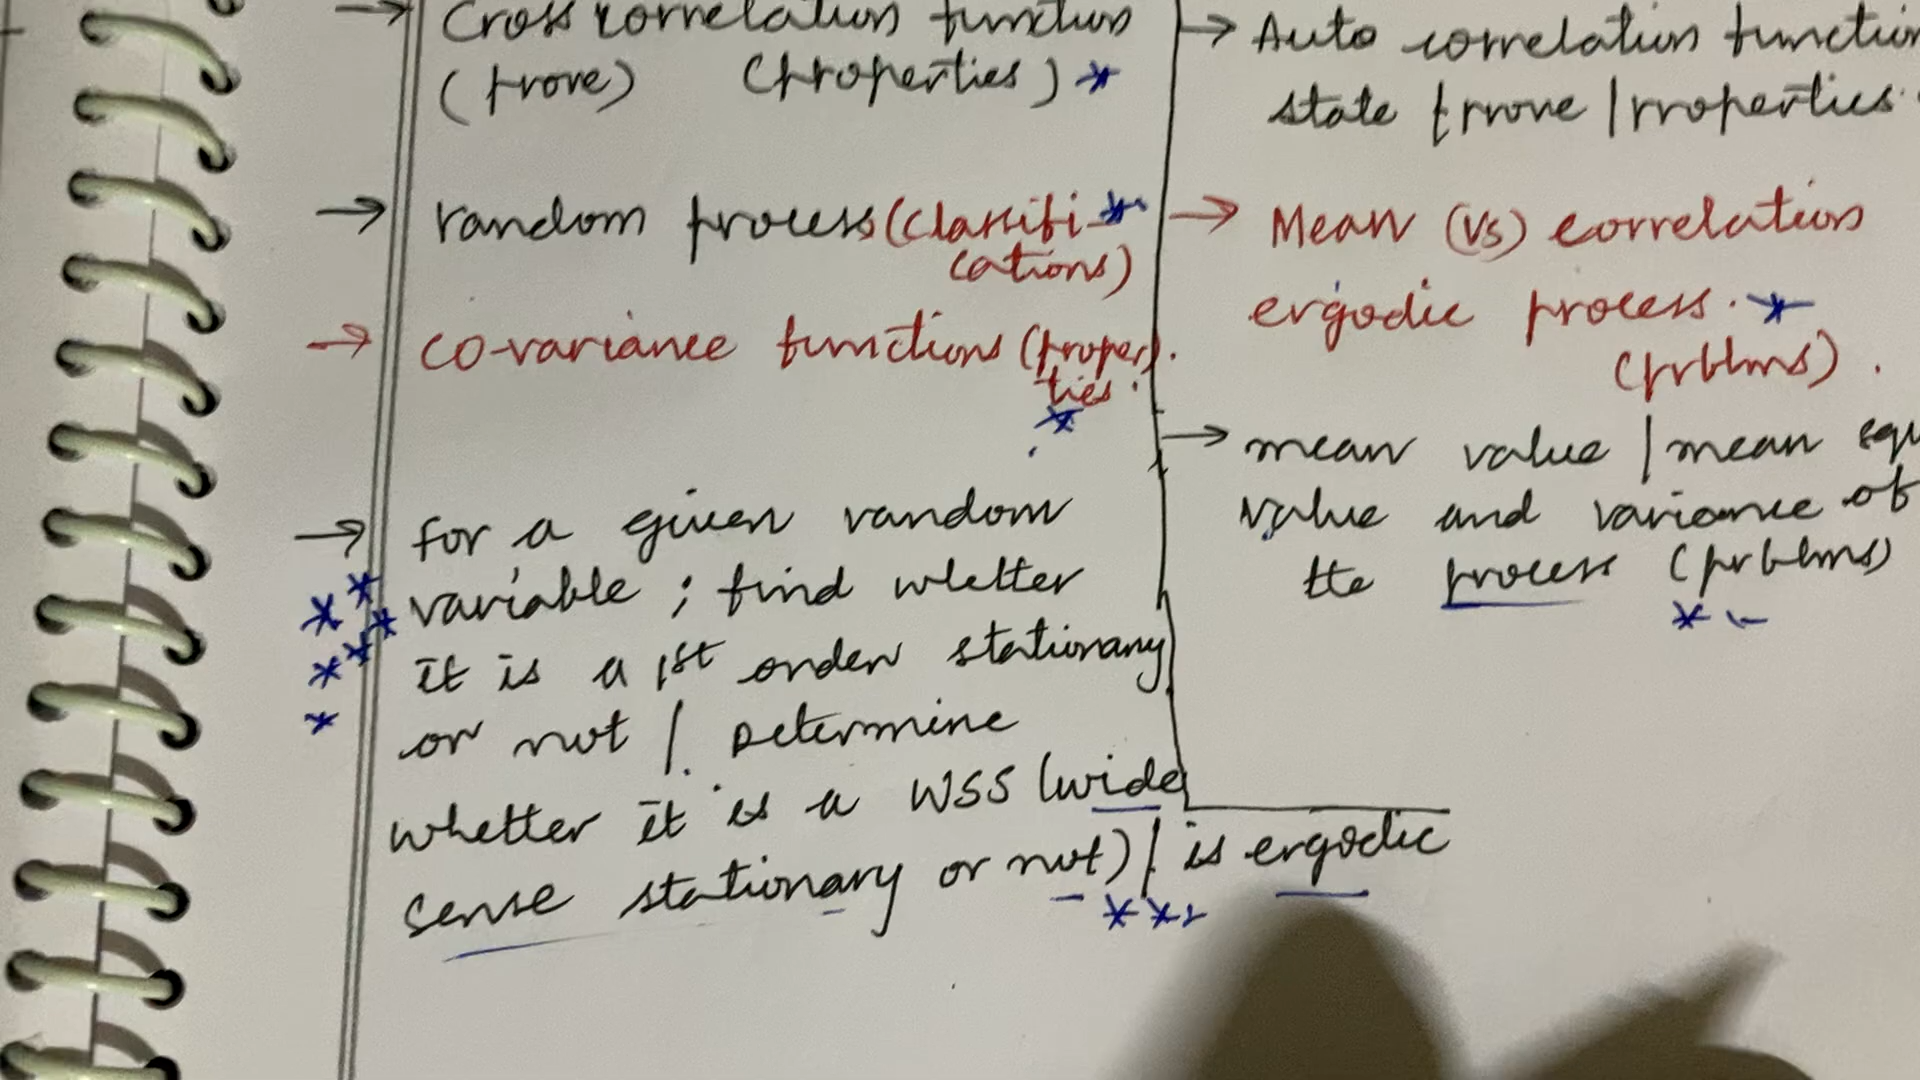 → Cross correlation function
(prove) (properties) *
→ random process (classifi - *
cations)
→ co-variance functions (proper).
ties.
*
→ for a given random
variable ; find whether
it is a 1st order stationary
or not / Determine
whether it is a WSS (wide
sense stationary or not) / is ergodic
***
→ Auto correlation function
state prove / properties.
→ Mean (Vs) correlation
ergodic process. *
(prblms).
→ mean value / mean squ
value and variance of
the process (prblms)
*